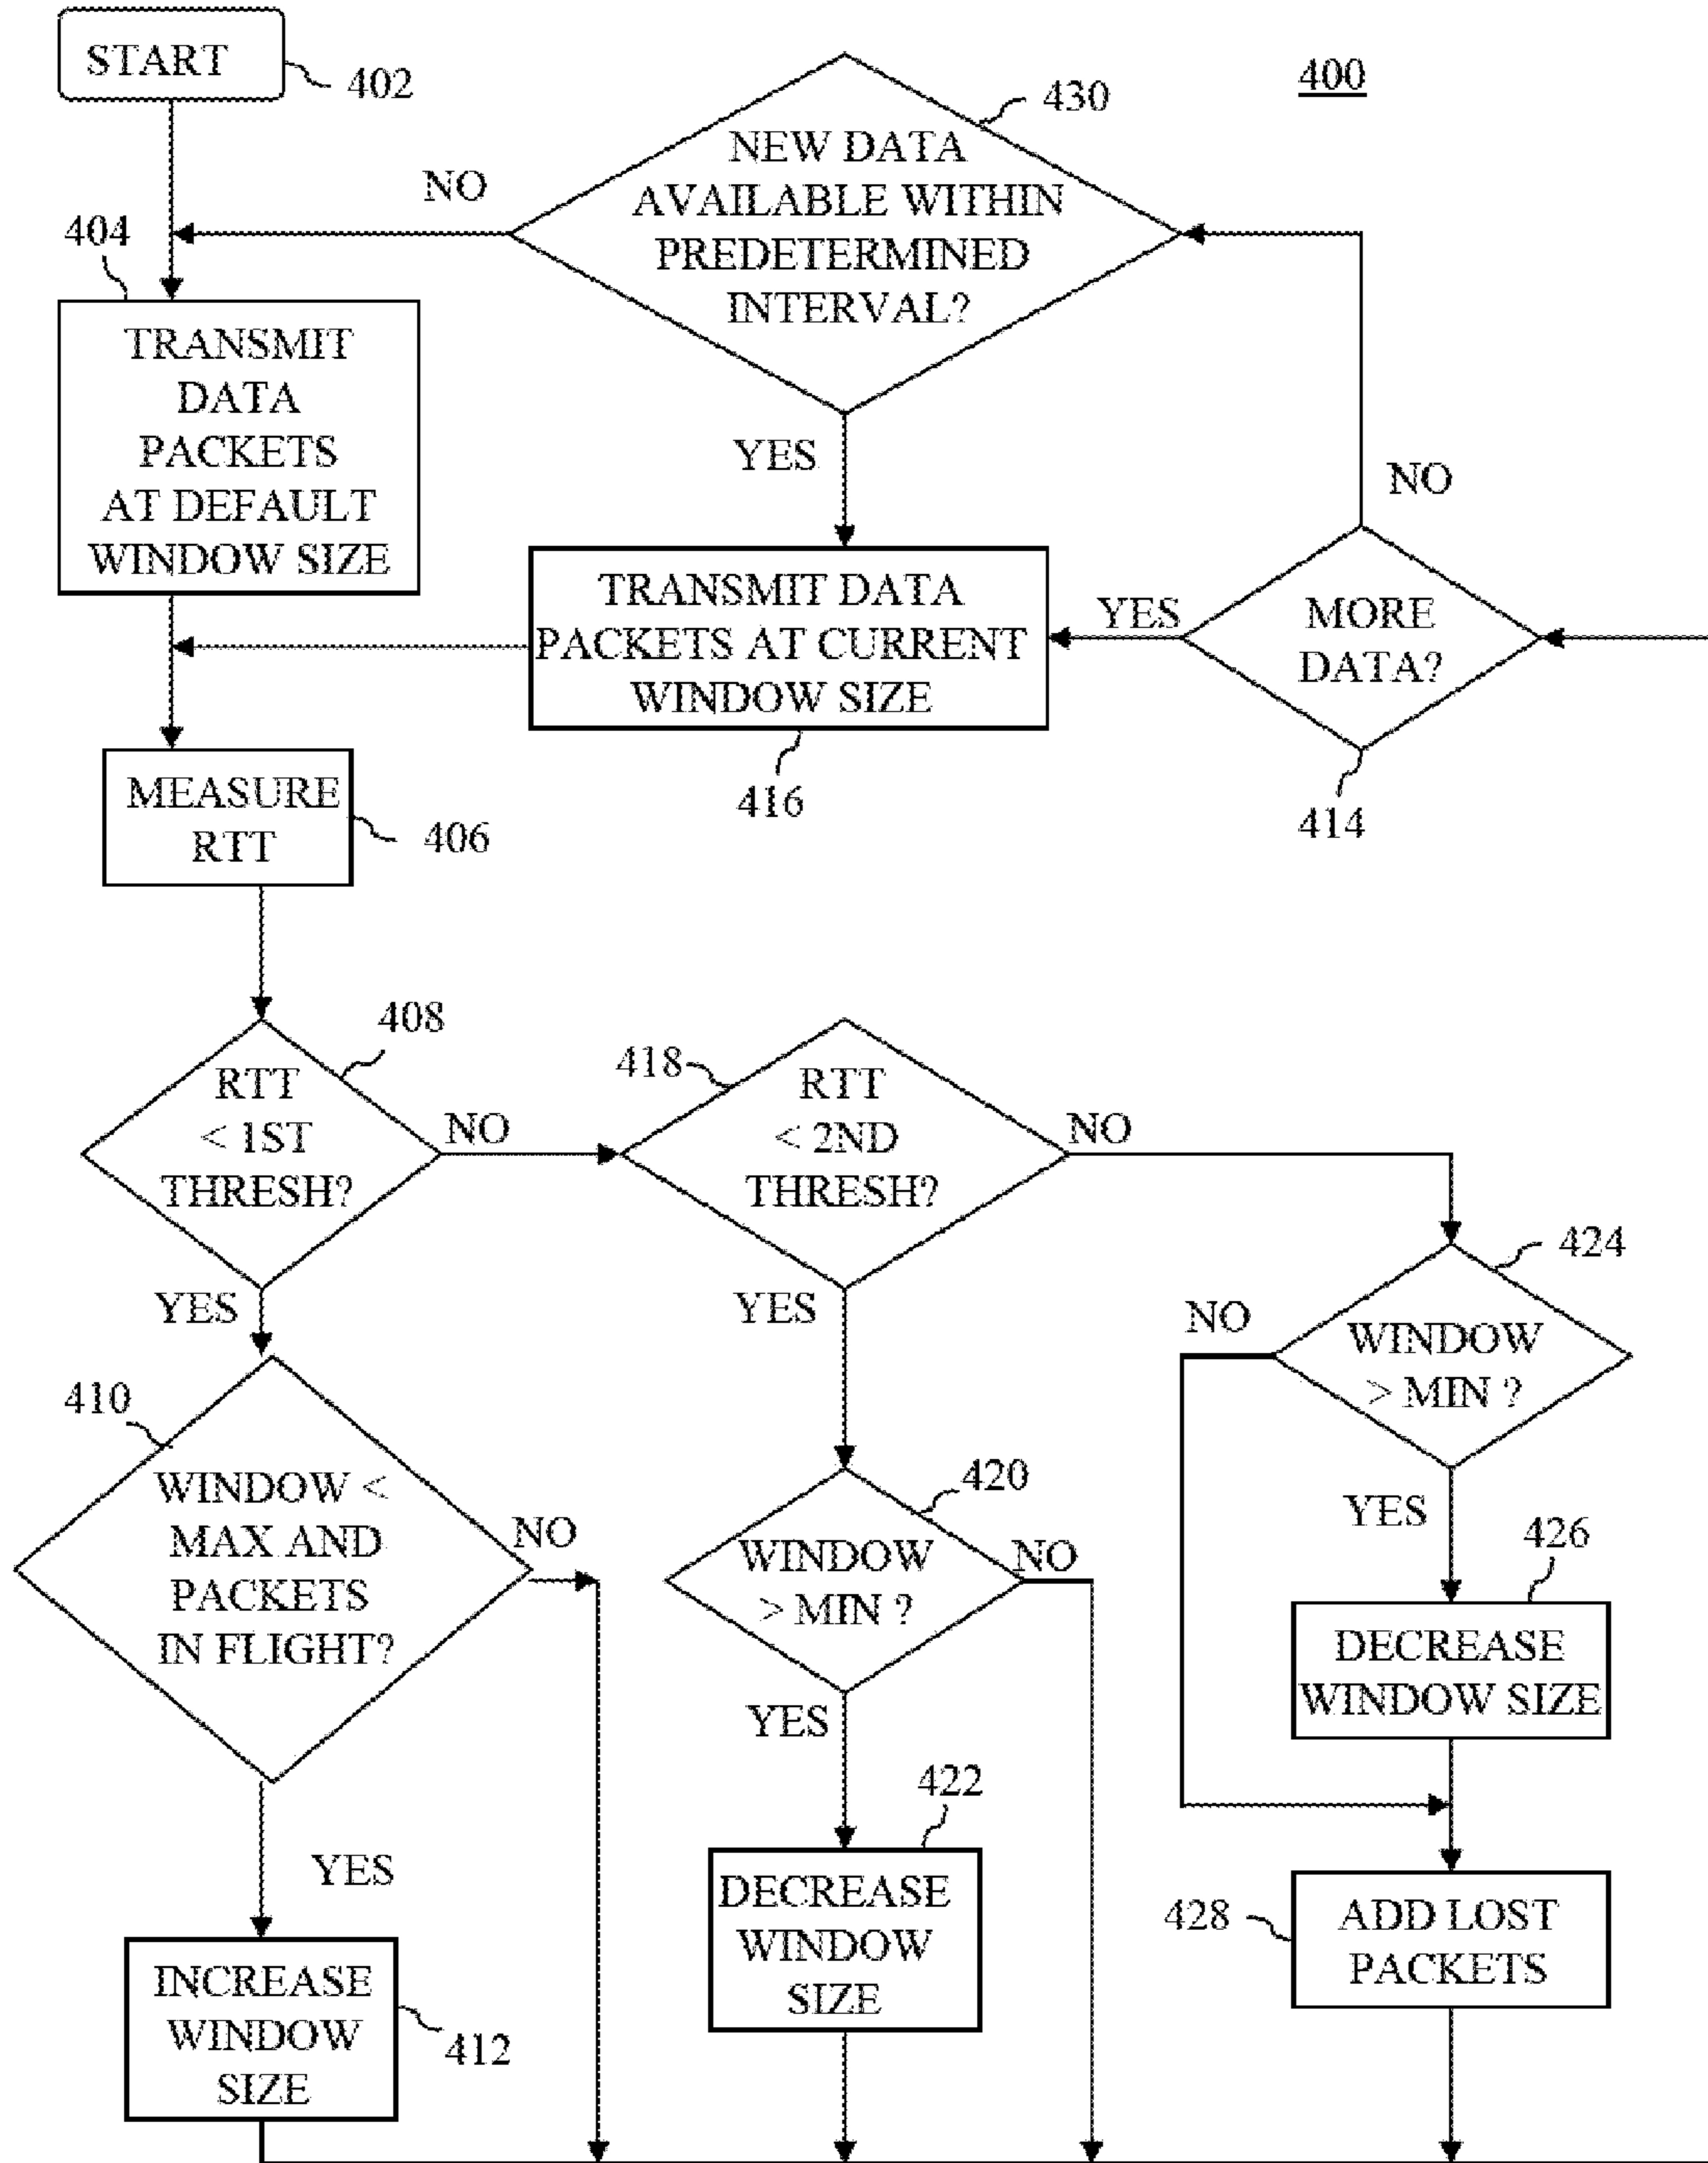 START
402
400
430
NEW DATA
AVAILABLE WITHIN
PREDETERMINED
INTERVAL?
NO
YES
404
TRANSMIT
DATA
PACKETS
AT DEFAULT
WINDOW SIZE
TRANSMIT DATA
PACKETS AT CURRENT
WINDOW SIZE
416
YES
NO
MORE
DATA?
414
MEASURE
RTT
406
408
RTT
< 1ST
THRESH?
NO
YES
418
RTT
< 2ND
THRESH?
NO
YES
424
WINDOW
> MIN ?
NO
YES
410
WINDOW <
MAX AND
PACKETS
IN FLIGHT?
NO
YES
420
WINDOW
> MIN ?
NO
YES
426
DECREASE
WINDOW SIZE
422
DECREASE
WINDOW
SIZE
428
ADD LOST
PACKETS
INCREASE
WINDOW
SIZE
412